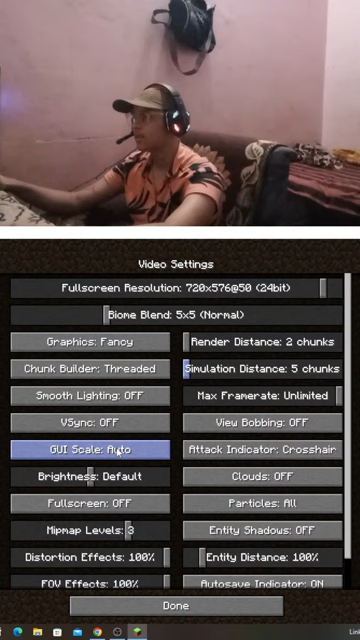 Video Settings
Fullscreen Resolution: 720x576@50 (24bit)
Biome Blend: 5x5 (Normal)
Graphics: Fancy
Render Distance: 2 chunks
Chunk Builder: Threaded
Simulation Distance: 5 chunks
Smooth Lighting: OFF
Max Framerate: Unlimited
VSync: OFF
View Bobbing: OFF
GUI Scale: Auto
Attack Indicator: Crosshair
Brightness: Default
Clouds: OFF
Fullscreen: OFF
Particles: All
Mipmap Levels: 3
Entity Shadows: OFF
Distortion Effects: 100%
Entity Distance: 100%
FOV Effects: 100%
Autosave Indicator: ON
Done